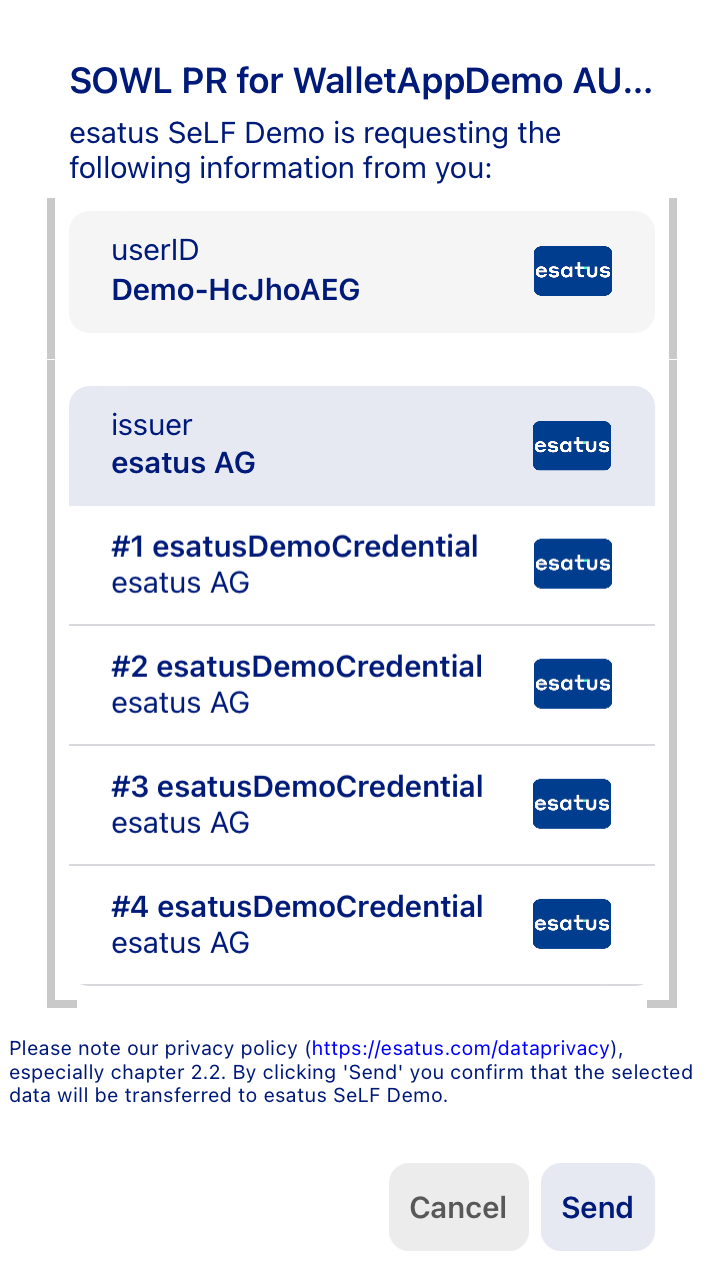 SOWL PR for WalletAppDemo AU...
esatus SeLF Demo is requesting the
following information from you:
userID
Demo-HcJhoAEG
esatus
issuer
esatus AG
esatus
#1 esatusDemoCredential
esatus AG
esatus
#2 esatusDemoCredential
esatus AG
esatus
#3 esatusDemoCredential
esatus AG
esatus
#4 esatusDemoCredential
esatus AG
esatus
Please note our privacy policy (https://esatus.com/dataprivacy),
especially chapter 2.2. By clicking 'Send' you confirm that the selected
data will be transferred to esatus SeLF Demo.
Cancel
Send